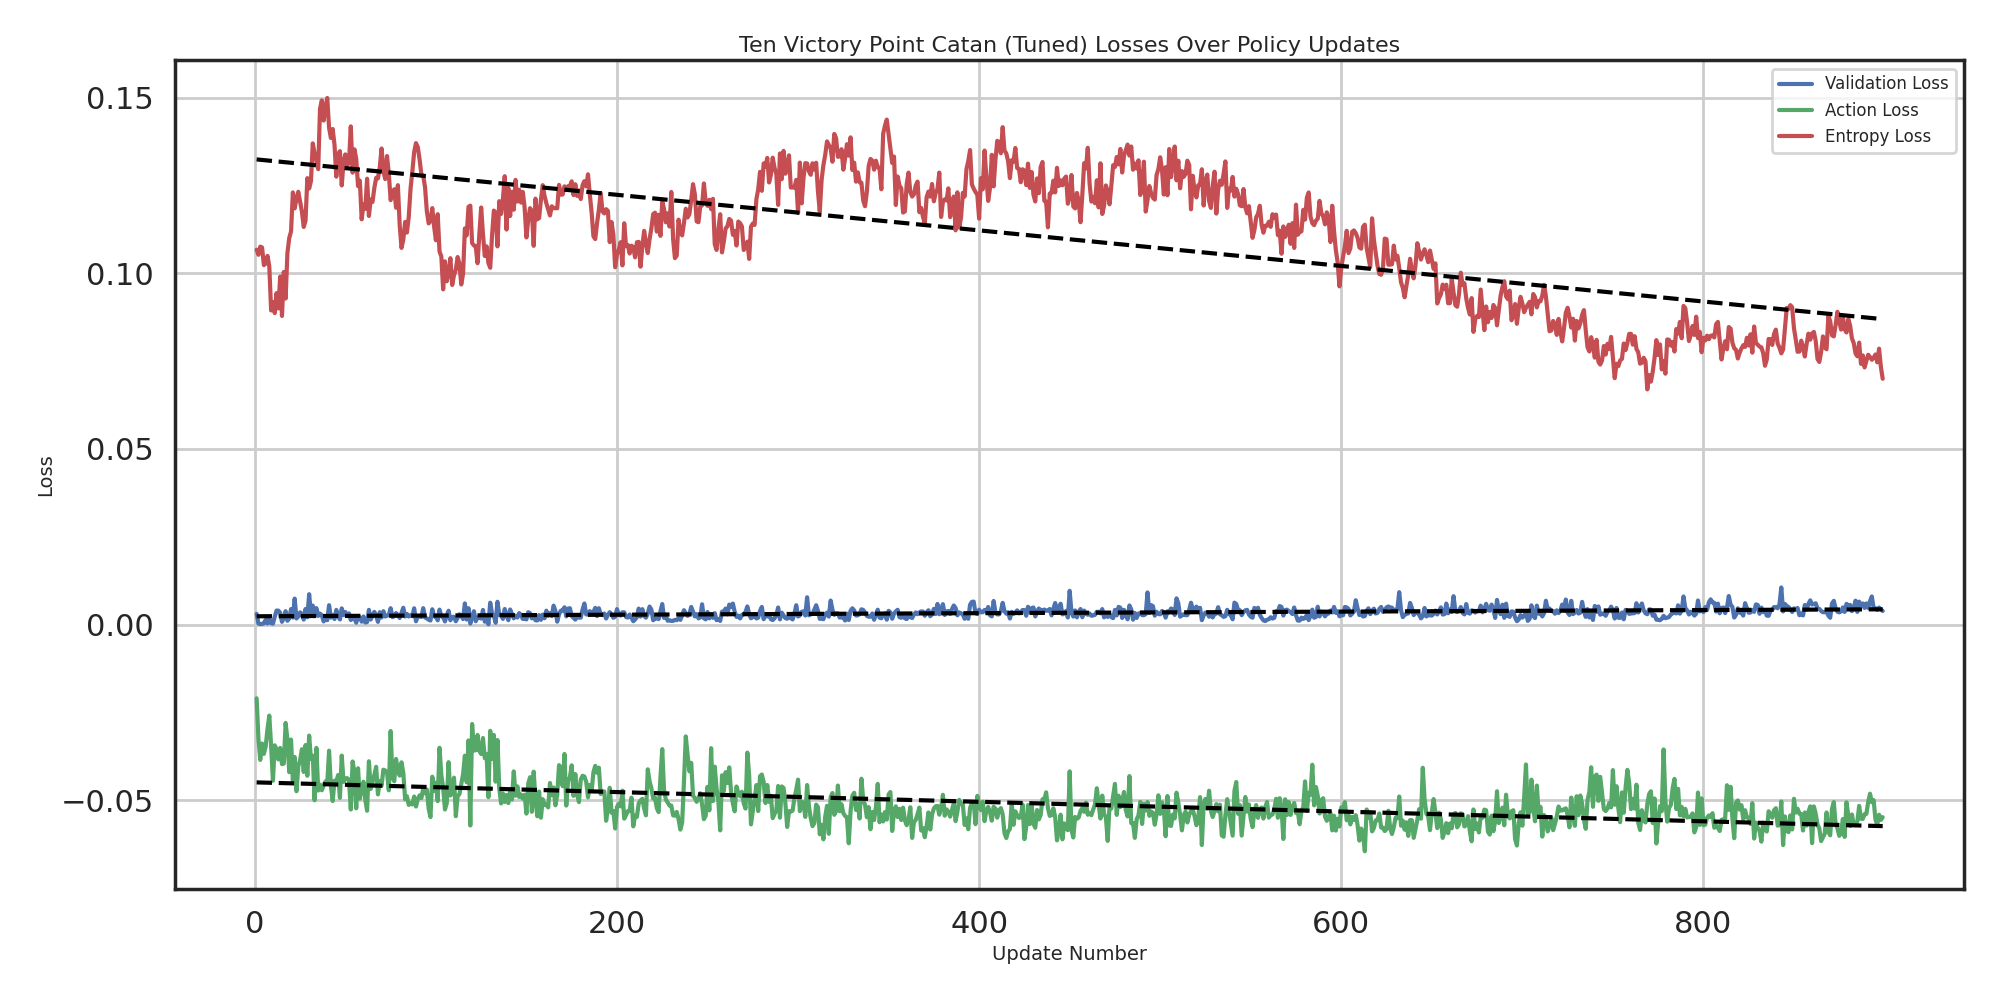 Ten Victory Point Catan (Tuned) Losses Over Policy Updates
Validation Loss
Action Loss
Entropy Loss
0.15
0.10
0.05
0.00
−0.05
Loss
0 200 400 600 800
Update Number